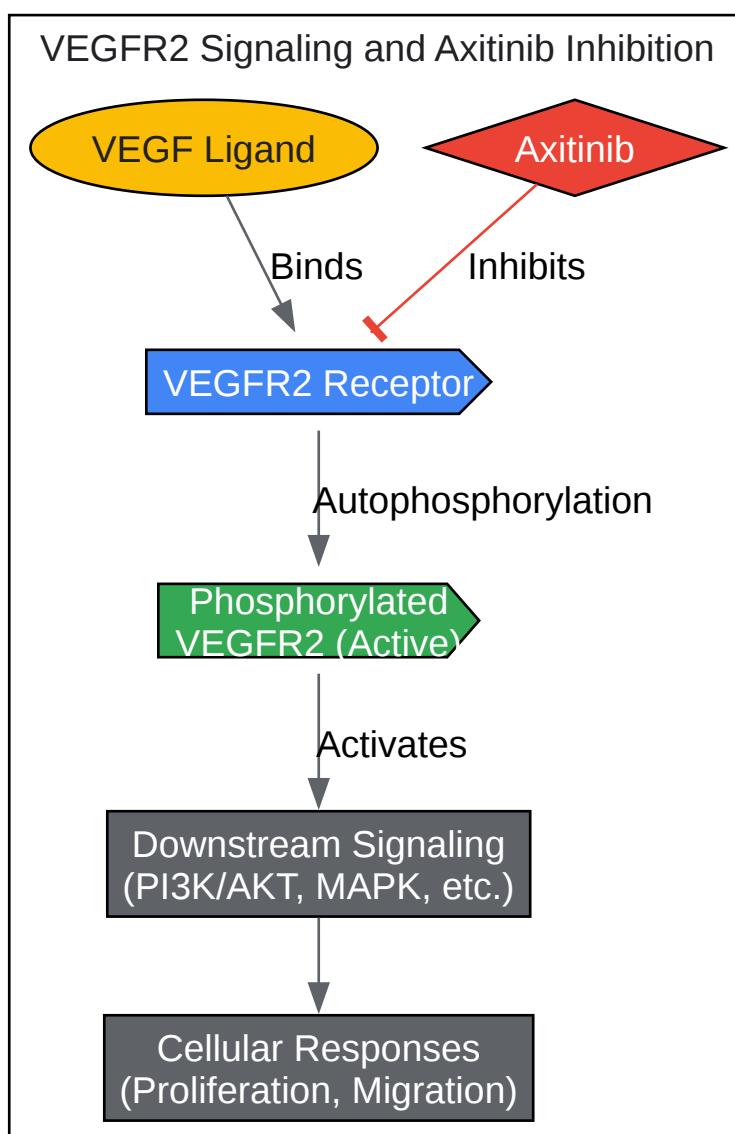 VEGFR2 Signaling and Axitinib Inhibition
VEGF Ligand
Axitinib
Binds
Inhibits
VEGFR2 Receptor
Autophosphorylation
Phosphorylated
VEGFR2 (Active)
Activates
Downstream Signaling
(PI3K/AKT, MAPK, etc.)
Cellular Responses
(Proliferation, Migration)